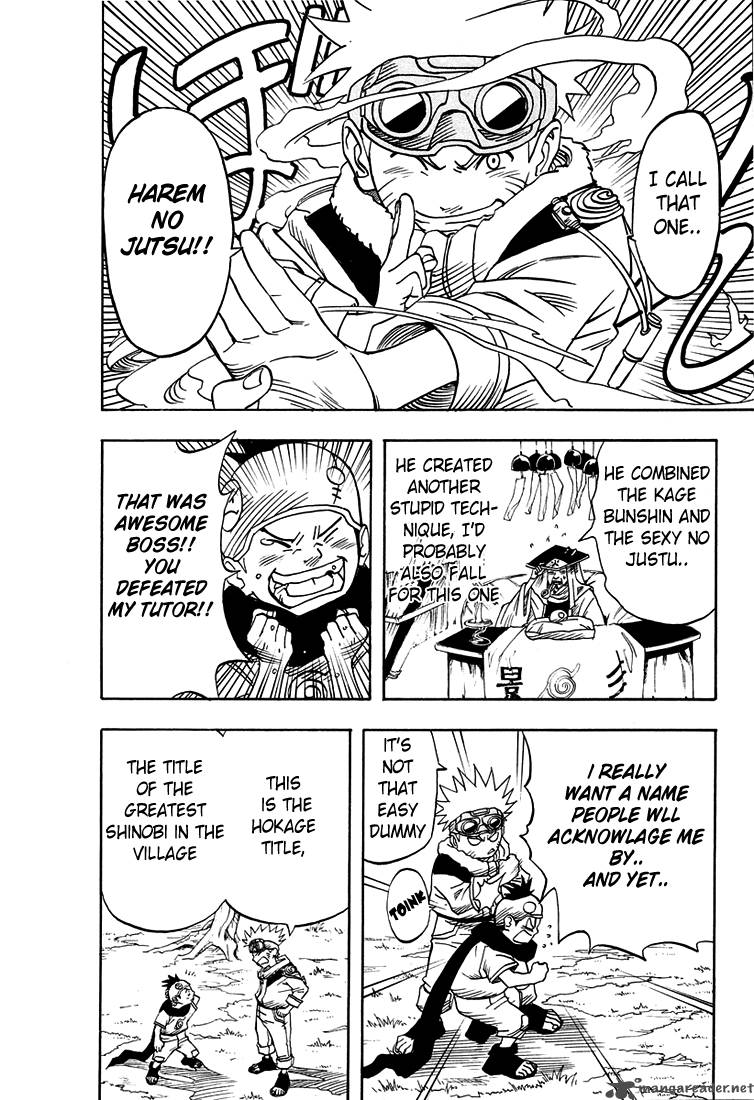 I CALL
THAT
ONE..
HAREM
NO
JUTSU!!
ぼ
ん
HE COMBINED
THE KAGE
BUNSHIN AND
THE SEXY NO
JUSTU..
HE CREATED
ANOTHER
STUPID TECH-
NIQUE, I'D
PROBABLY
ALSO FALL
FOR THIS ONE
THAT WAS
AWESOME
BOSS!!
YOU
DEFEATED
MY TUTOR!!
I REALLY
WANT A NAME
PEOPLE WLL
ACKNOWLAGE ME
BY..
AND YET..
IT'S
NOT
THAT
EASY
DUMMY
TOINK
THIS
IS THE
HOKAGE
TITLE,
THE TITLE
OF THE
GREATEST
SHINOBI IN THE
VILLAGE
mangareader.net